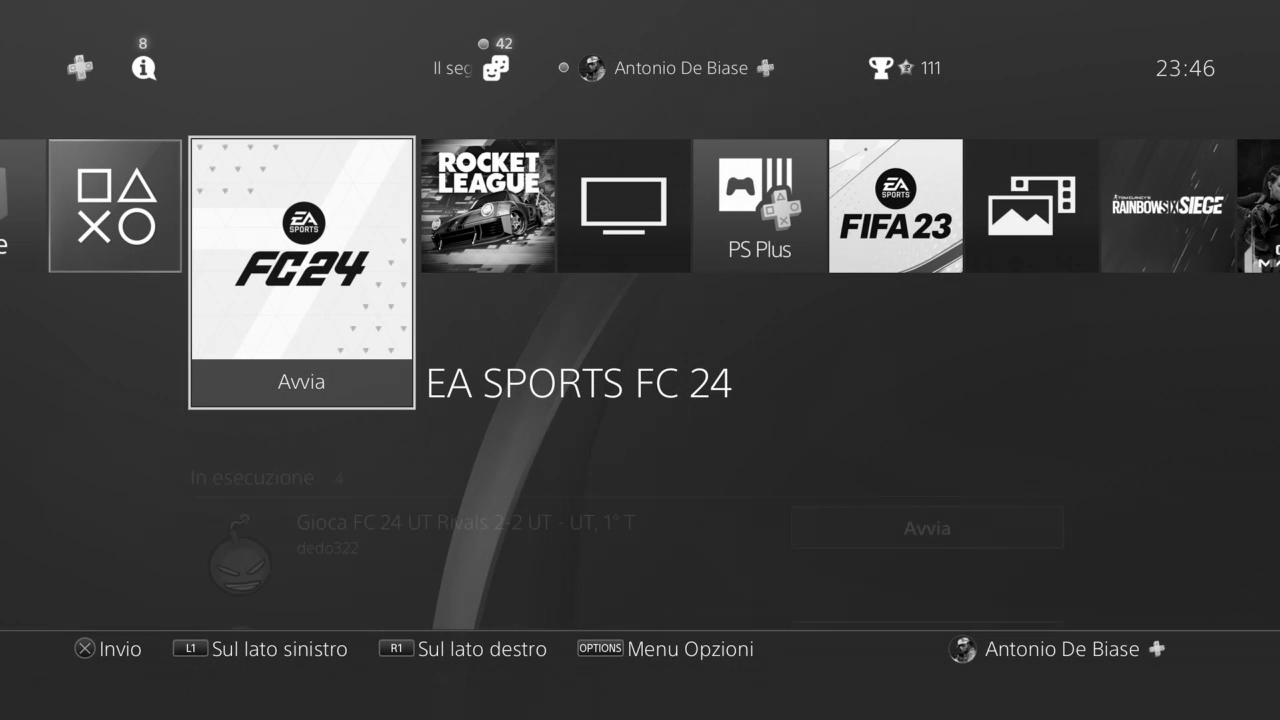 8
42
Il seg
Antonio De Biase
111
23:46
e
EA
SPORTS
FC24
Avvia
ROCKET
LEAGUE
PS Plus
EA
SPORTS
FIFA 23
TOM CLANCY'S
RAINBOW SIX SIEGE
EA SPORTS FC 24
In esecuzione 4
Gioca FC 24 UT Rivals 2-2 UT - UT, 1° T
dedo322
Avvia
Invio
L1 Sul lato sinistro
R1 Sul lato destro
OPTIONS Menu Opzioni
Antonio De Biase